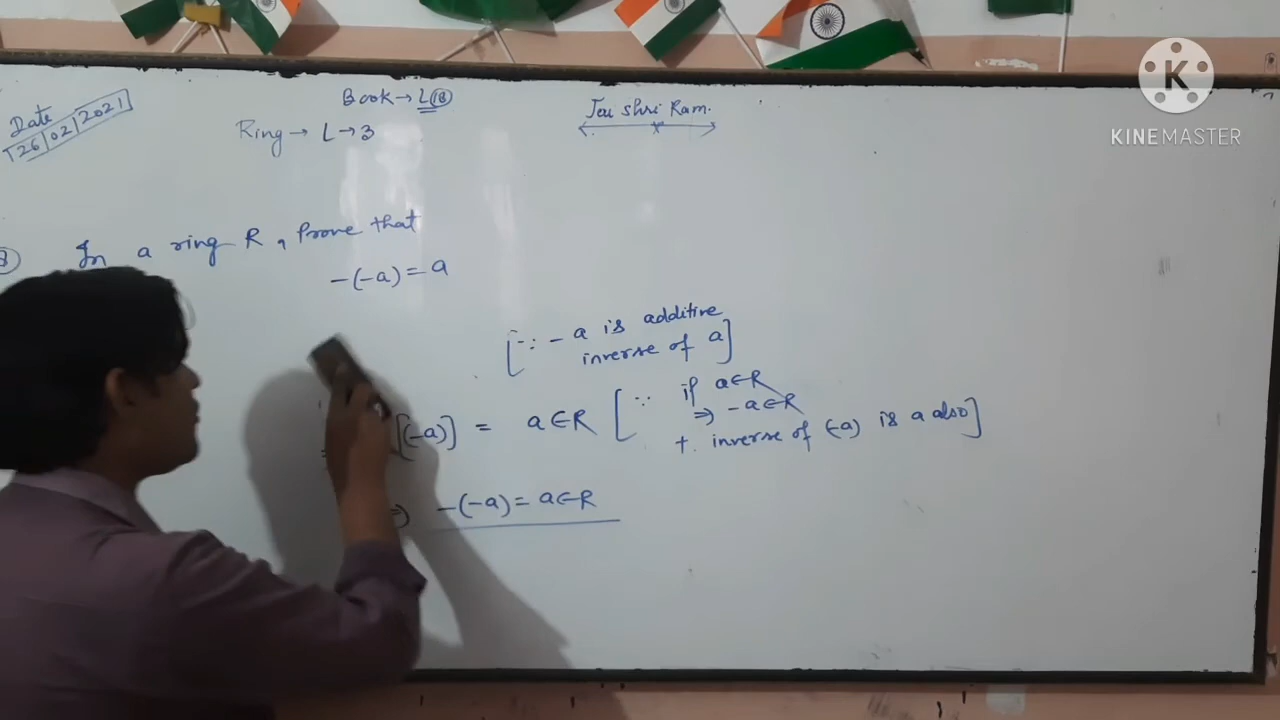 Date
26/02/2021
Book → L(18)
Ring → L → 3
Jai Shri Ram.
KINEMASTER
In a ring R, prove that
-(-a) = a
[∵ -a is additive
inverse of a]
[(-a)] = a∈R [∵ if a∈R
⇒ -a∈R
+. inverse of (-a) is a also]
⇒ -(-a) = a∈R